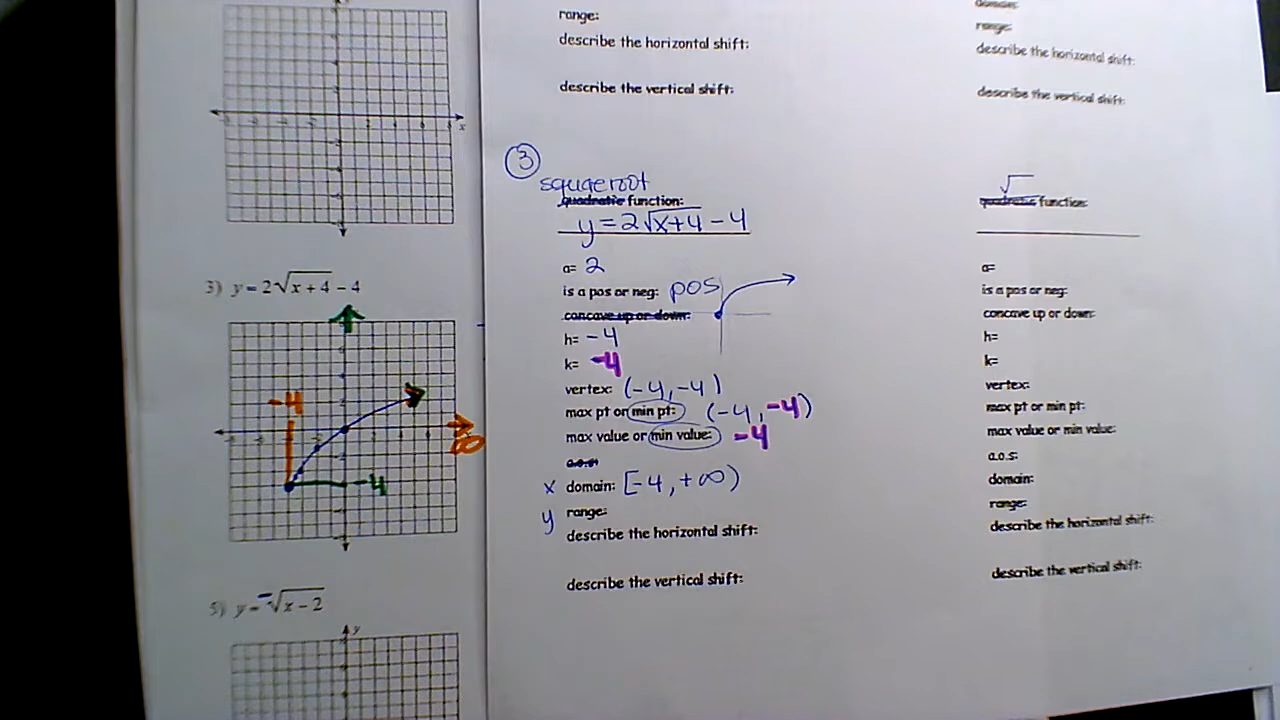 range:
describe the horizontal shift:
describe the vertical shift:
domain:
range:
describe the horizontal shift:
describe the vertical shift:
x
2
3) y = 2√(x + 4) - 4
-4
∞
-4
5) y = -√(x - 2)
y
③
squareroot
quadratic function:
y = 2√(x+4) - 4
a= 2
is a pos or neg: pos
concave up or down:
h= -4
k= -4
vertex: (-4, -4)
max pt or min pt: (-4, -4)
max value or min value: -4
a.o.s:
x domain: [-4, +∞)
y range:
describe the horizontal shift:
describe the vertical shift:
√
quadratic function:
a=
is a pos or neg:
concave up or down:
h=
k=
vertex:
max pt or min pt:
max value or min value:
a.o.s:
domain:
range:
describe the horizontal shift:
describe the vertical shift: